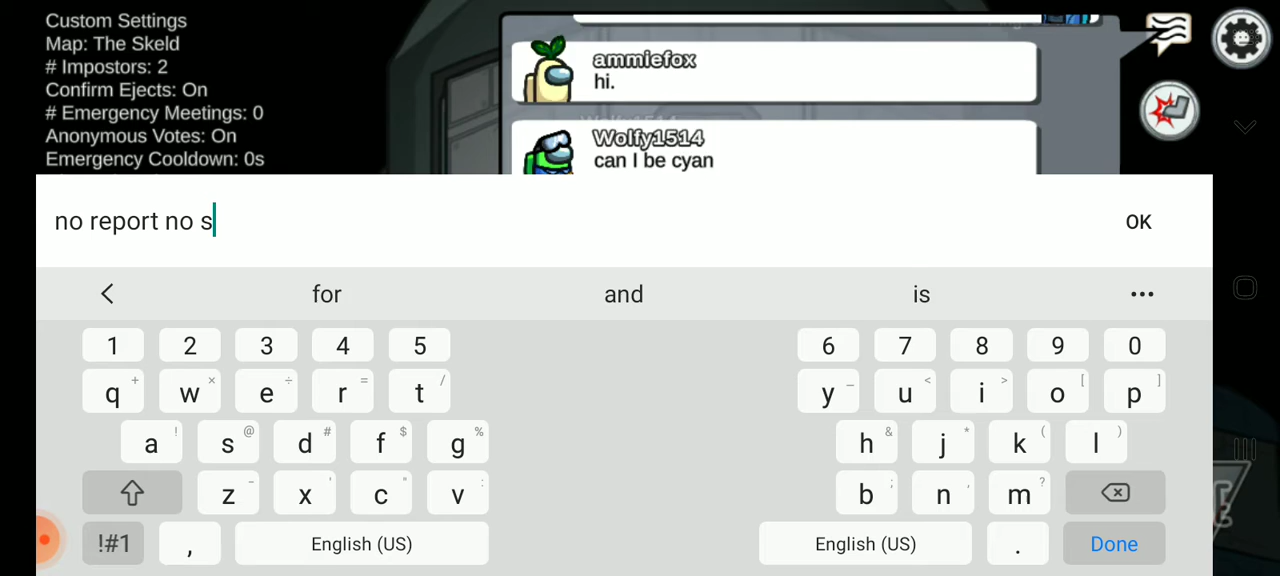 Custom Settings
Map: The Skeld
# Impostors: 2
Confirm Ejects: On
# Emergency Meetings: 0
Anonymous Votes: On
Emergency Cooldown: 0s
ammiefox
hi.
Wolfy1514
can I be cyan
no report no s
OK
for and is
1 2 3 4 5 6 7 8 9 0
q + w × e ÷ r = t / y _ u < i > o [ p ]
a ! s @ d # f $ g % h & j * k ( l )
z - x ' c " v : b ; n , m ?
!#1 , English (US) English (US) . Done